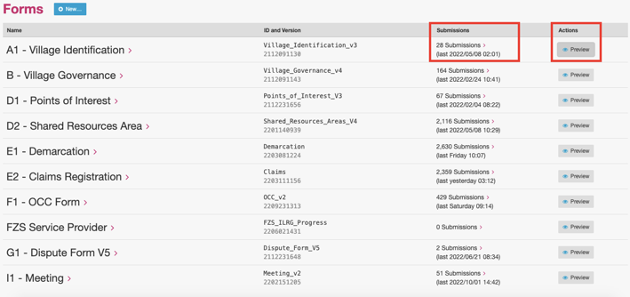 Forms + New...
Name ID and Version Submissions Actions
A1 - Village Identification > Village_Identification_v3 28 Submissions > Preview
2112091138 (last 2022/05/08 02:01)
B - Village Governance > Village_Governance_v4 164 Submissions > Preview
2112091143 (last 2022/02/24 10:41)
D1 - Points of Interest > Points_of_Interest_V3 67 Submissions > Preview
2112231656 (last 2022/02/04 08:22)
D2 - Shared Resources Area > Shared_Resources_Areas_V4 2,116 Submissions > Preview
2201140939 (last 2022/05/08 10:29)
E1 - Demarcation > Demarcation 2,630 Submissions > Preview
2203081224 (last Friday 10:07)
E2 - Claims Registration > Claims 2,359 Submissions > Preview
2203111156 (last yesterday 03:12)
F1 - OCC Form > OCC_v2 429 Submissions > Preview
2209231313 (last Saturday 09:14)
FZS Service Provider > FZS_ILRG_Progress 0 Submissions > Preview
2206021431
G1 - Dispute Form V5 > Dispute_Form_V5 2 Submissions > Preview
2112231648 (last 2022/06/21 08:34)
I1 - Meeting > Meeting_v2 51 Submissions > Preview
2202151205 (last 2022/10/01 14:42)